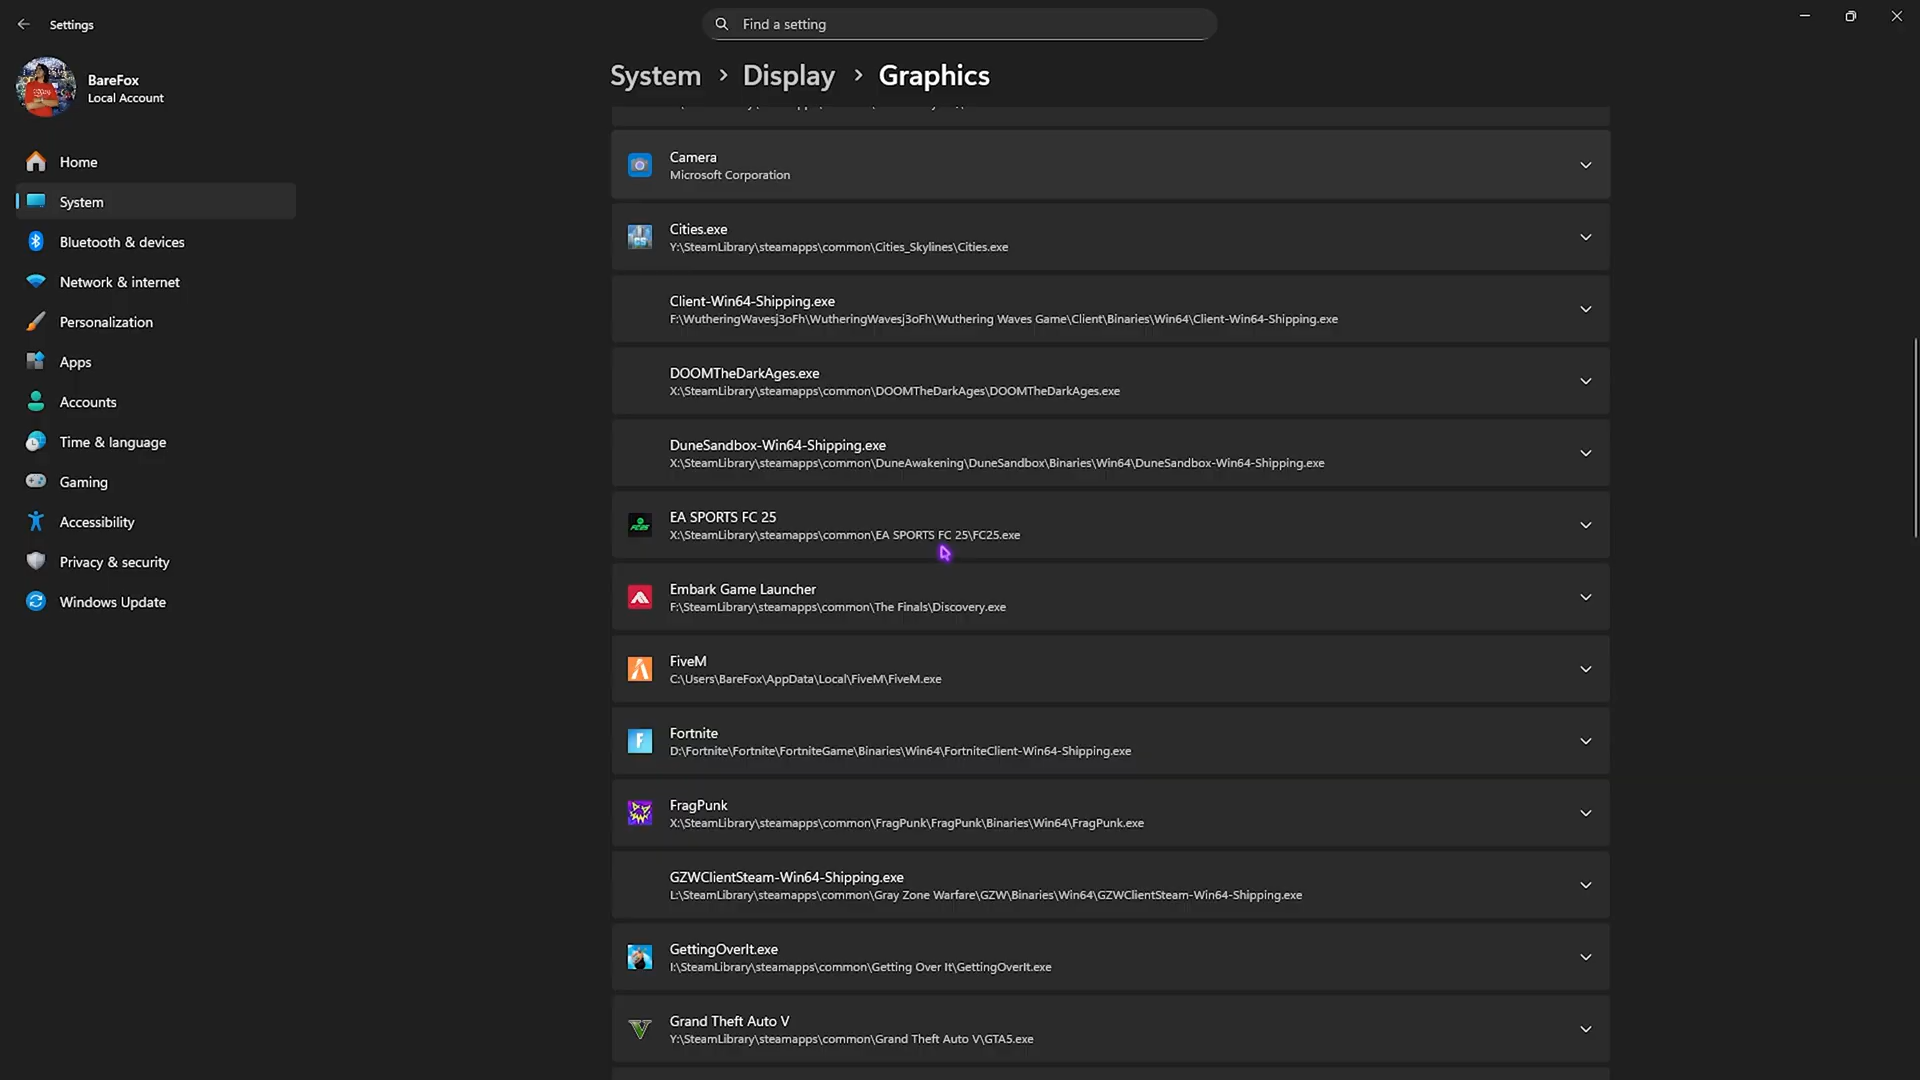 Settings
Find a setting
BareFox
Local Account
System > Display > Graphics
Home
System
Bluetooth & devices
Network & internet
Personalization
Apps
Accounts
Time & language
Gaming
Accessibility
Privacy & security
Windows Update
Camera
Microsoft Corporation
Cities.exe
Y:\SteamLibrary\steamapps\common\Cities_Skylines\Cities.exe
Client-Win64-Shipping.exe
F:\WutheringWavesj3oFh\WutheringWavesj3oFh\Wuthering Waves Game\Client\Binaries\Win64\Client-Win64-Shipping.exe
DOOMTheDarkAges.exe
X:\SteamLibrary\steamapps\common\DOOMTheDarkAges\DOOMTheDarkAges.exe
DuneSandbox-Win64-Shipping.exe
X:\SteamLibrary\steamapps\common\DuneAwakening\DuneSandbox\Binaries\Win64\DuneSandbox-Win64-Shipping.exe
EA SPORTS FC 25
X:\SteamLibrary\steamapps\common\EA SPORTS FC 25\FC25.exe
Embark Game Launcher
F:\SteamLibrary\steamapps\common\The Finals\Discovery.exe
FiveM
C:\Users\BareFox\AppData\Local\FiveM\FiveM.exe
Fortnite
D:\Fortnite\Fortnite\FortniteGame\Binaries\Win64\FortniteClient-Win64-Shipping.exe
FragPunk
X:\SteamLibrary\steamapps\common\FragPunk\FragPunk\Binaries\Win64\FragPunk.exe
GZWClientSteam-Win64-Shipping.exe
L:\SteamLibrary\steamapps\common\Gray Zone Warfare\GZW\Binaries\Win64\GZWClientSteam-Win64-Shipping.exe
GettingOverIt.exe
I:\SteamLibrary\steamapps\common\Getting Over It\GettingOverIt.exe
Grand Theft Auto V
Y:\SteamLibrary\steamapps\common\Grand Theft Auto V\GTA5.exe